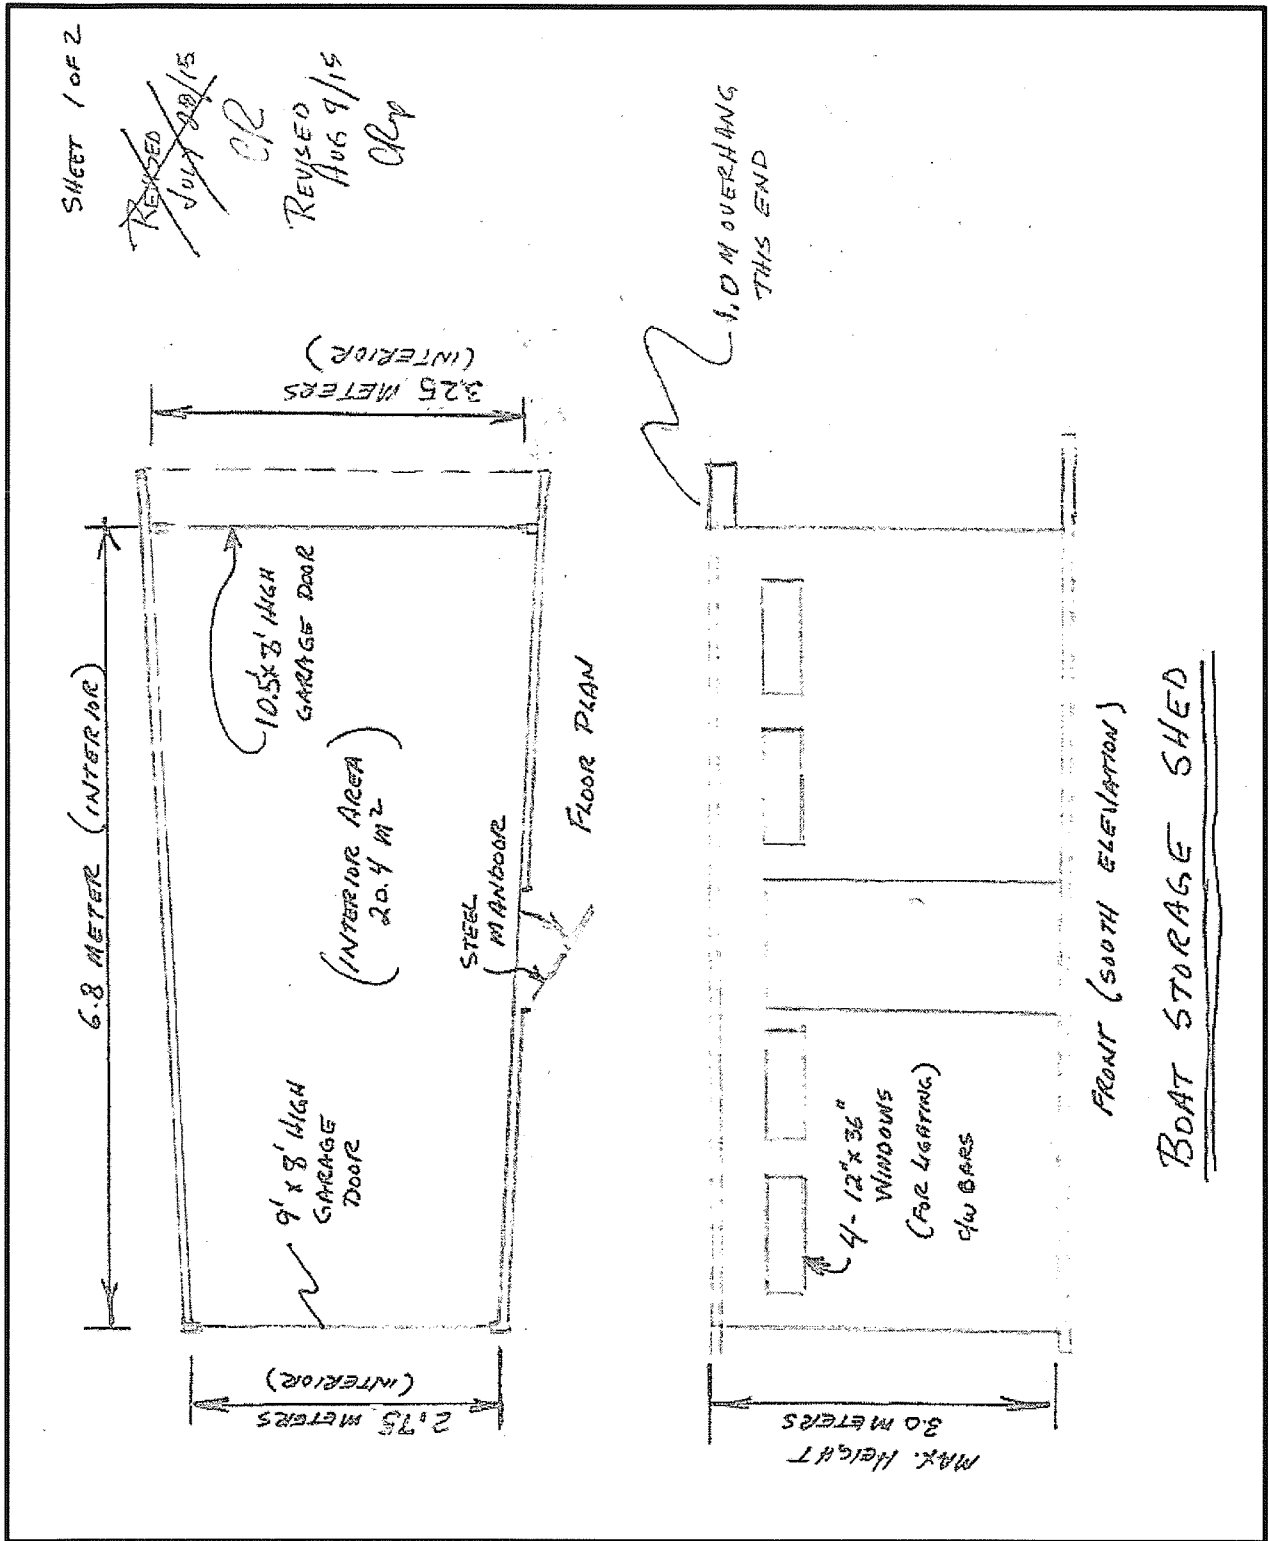 SHEET 1 OF 2
REVISED
JULY 28/15
CR
REVISED
AUG 9/15
6.8 METER (INTERIOR)
3.25 METERS
(INTERIOR)
10.5'x8' HIGH
GARAGE DOOR
(INTERIOR AREA
20.4 M²)
9' x 8' HIGH
GARAGE
DOOR
STEEL
MANDOOR
2.75 METERS
(INTERIOR)
FLOOR PLAN
1.0 M OVERHANG
THIS END
4- 12" x 36"
WINDOWS
(FOR LIGHTING)
C/W BARS
MAX. HEIGHT
3.0 METERS
FRONT (SOUTH ELEVATION)
BOAT STORAGE SHED